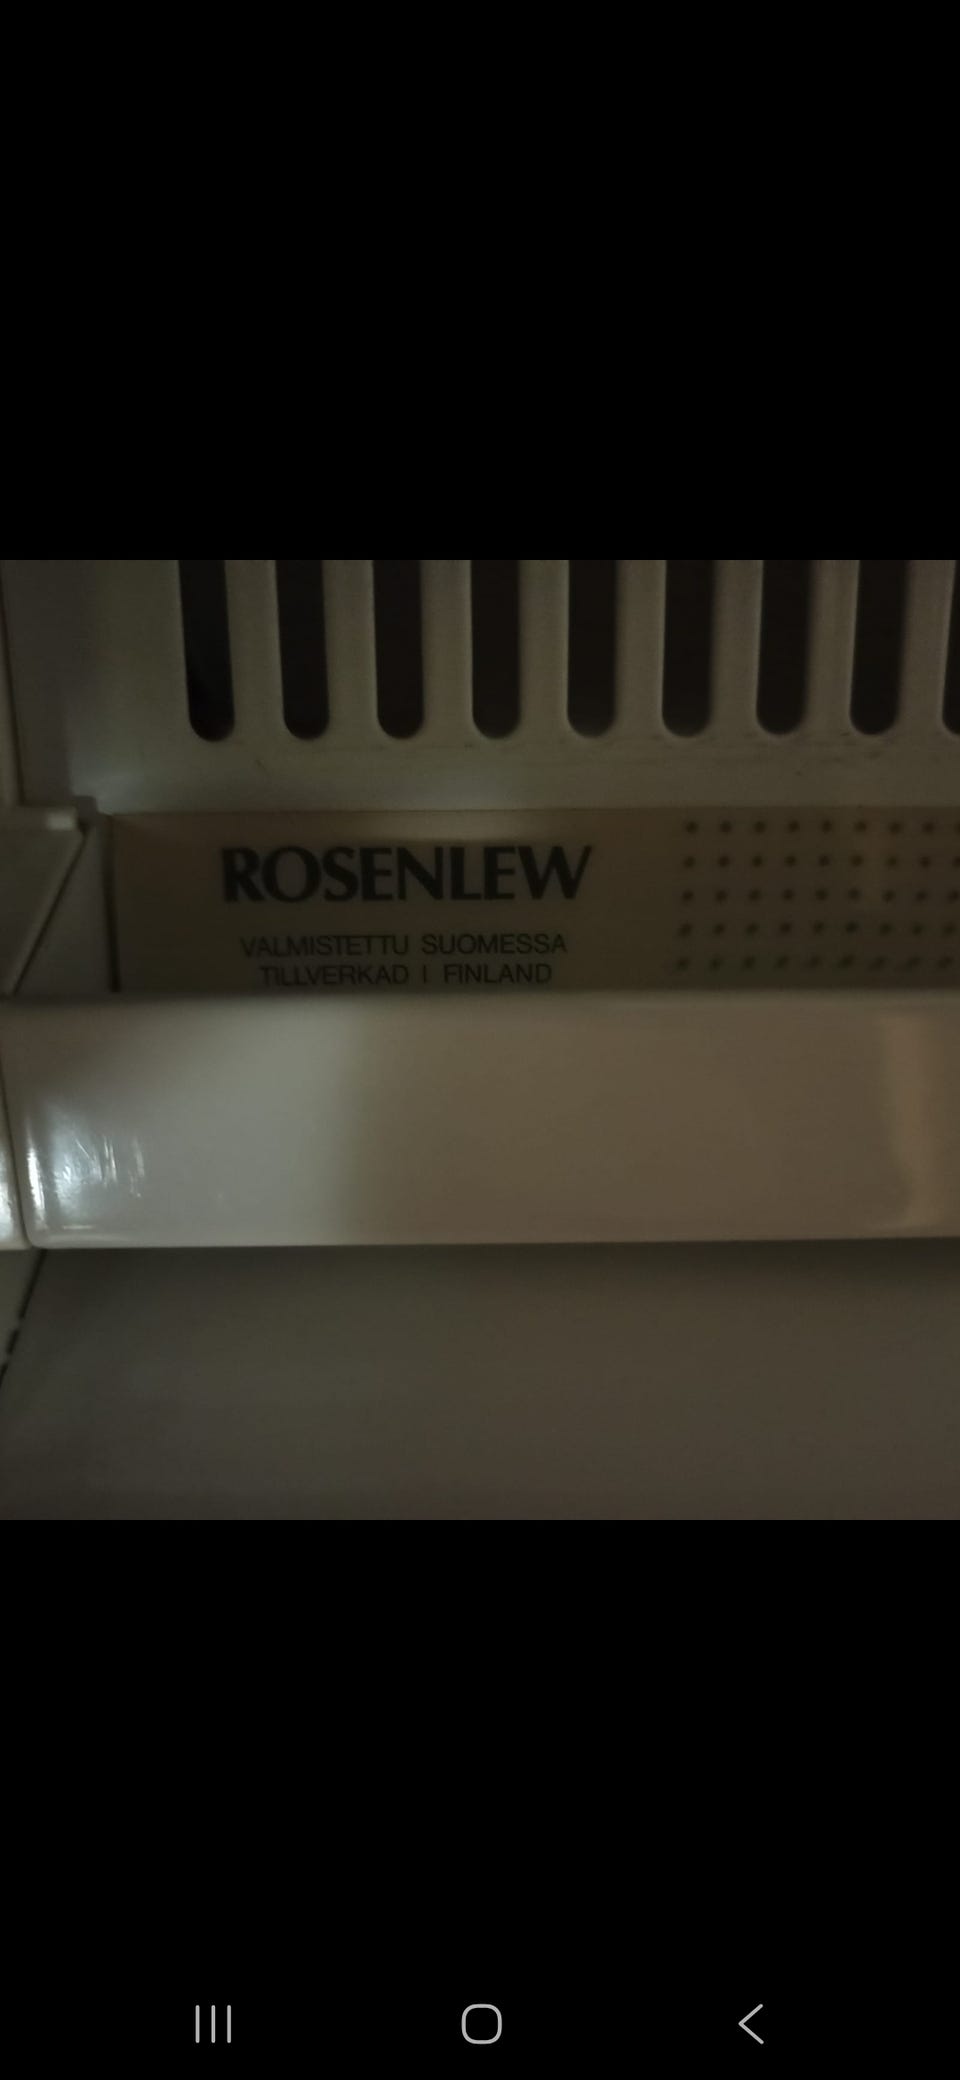 ROSENLEW
VALMISTETTU SUOMESSA
TILLVERKAD I FINLAND